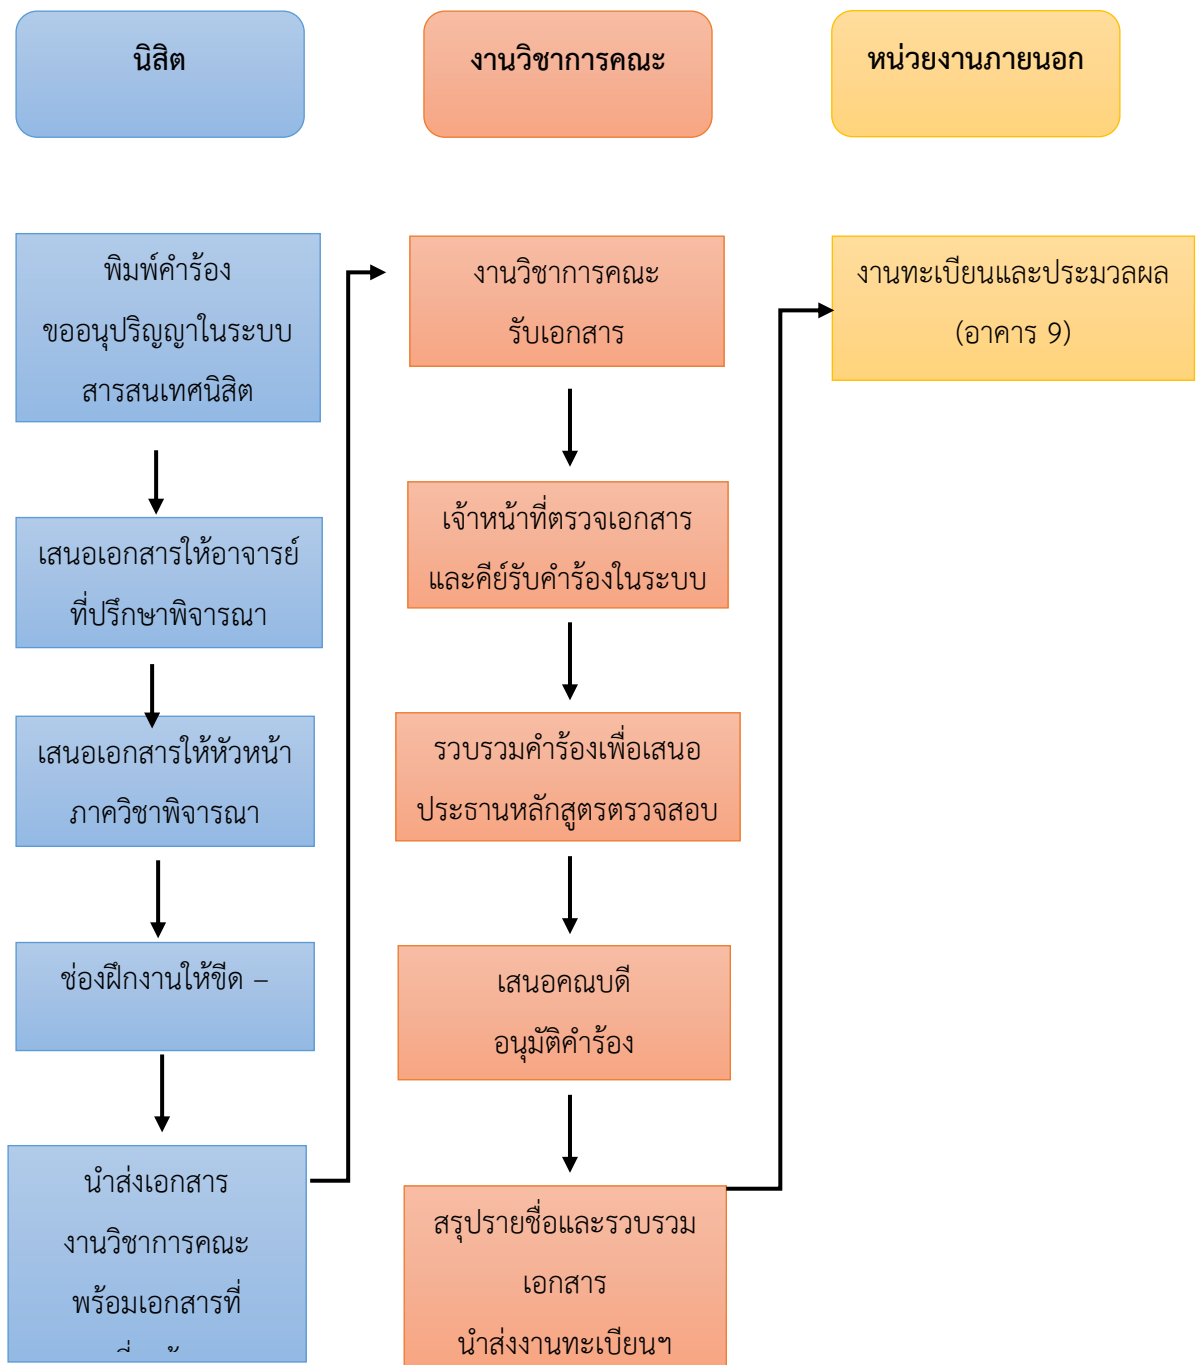 นิสิต
งานวิชาการคณะ
หน่วยงานภายนอก
พิมพ์คำร้อง
ขออนุปริญญาในระบบ
สารสนเทศนิสิต
เสนอเอกสารให้อาจารย์
ที่ปรึกษาพิจารณา
เสนอเอกสารให้หัวหน้า
ภาควิชาพิจารณา
ช่องฝึกงานให้ขีด –
นำส่งเอกสาร
งานวิชาการคณะ
พร้อมเอกสารที่
งานวิชาการคณะ
รับเอกสาร
เจ้าหน้าที่ตรวจเอกสาร
และคีย์รับคำร้องในระบบ
รวบรวมคำร้องเพื่อเสนอ
ประธานหลักสูตรตรวจสอบ
เสนอคณบดี
อนุมัติคำร้อง
สรุปรายชื่อและรวบรวม
เอกสาร
นำส่งงานทะเบียนฯ
งานทะเบียนและประมวลผล
(อาคาร 9)